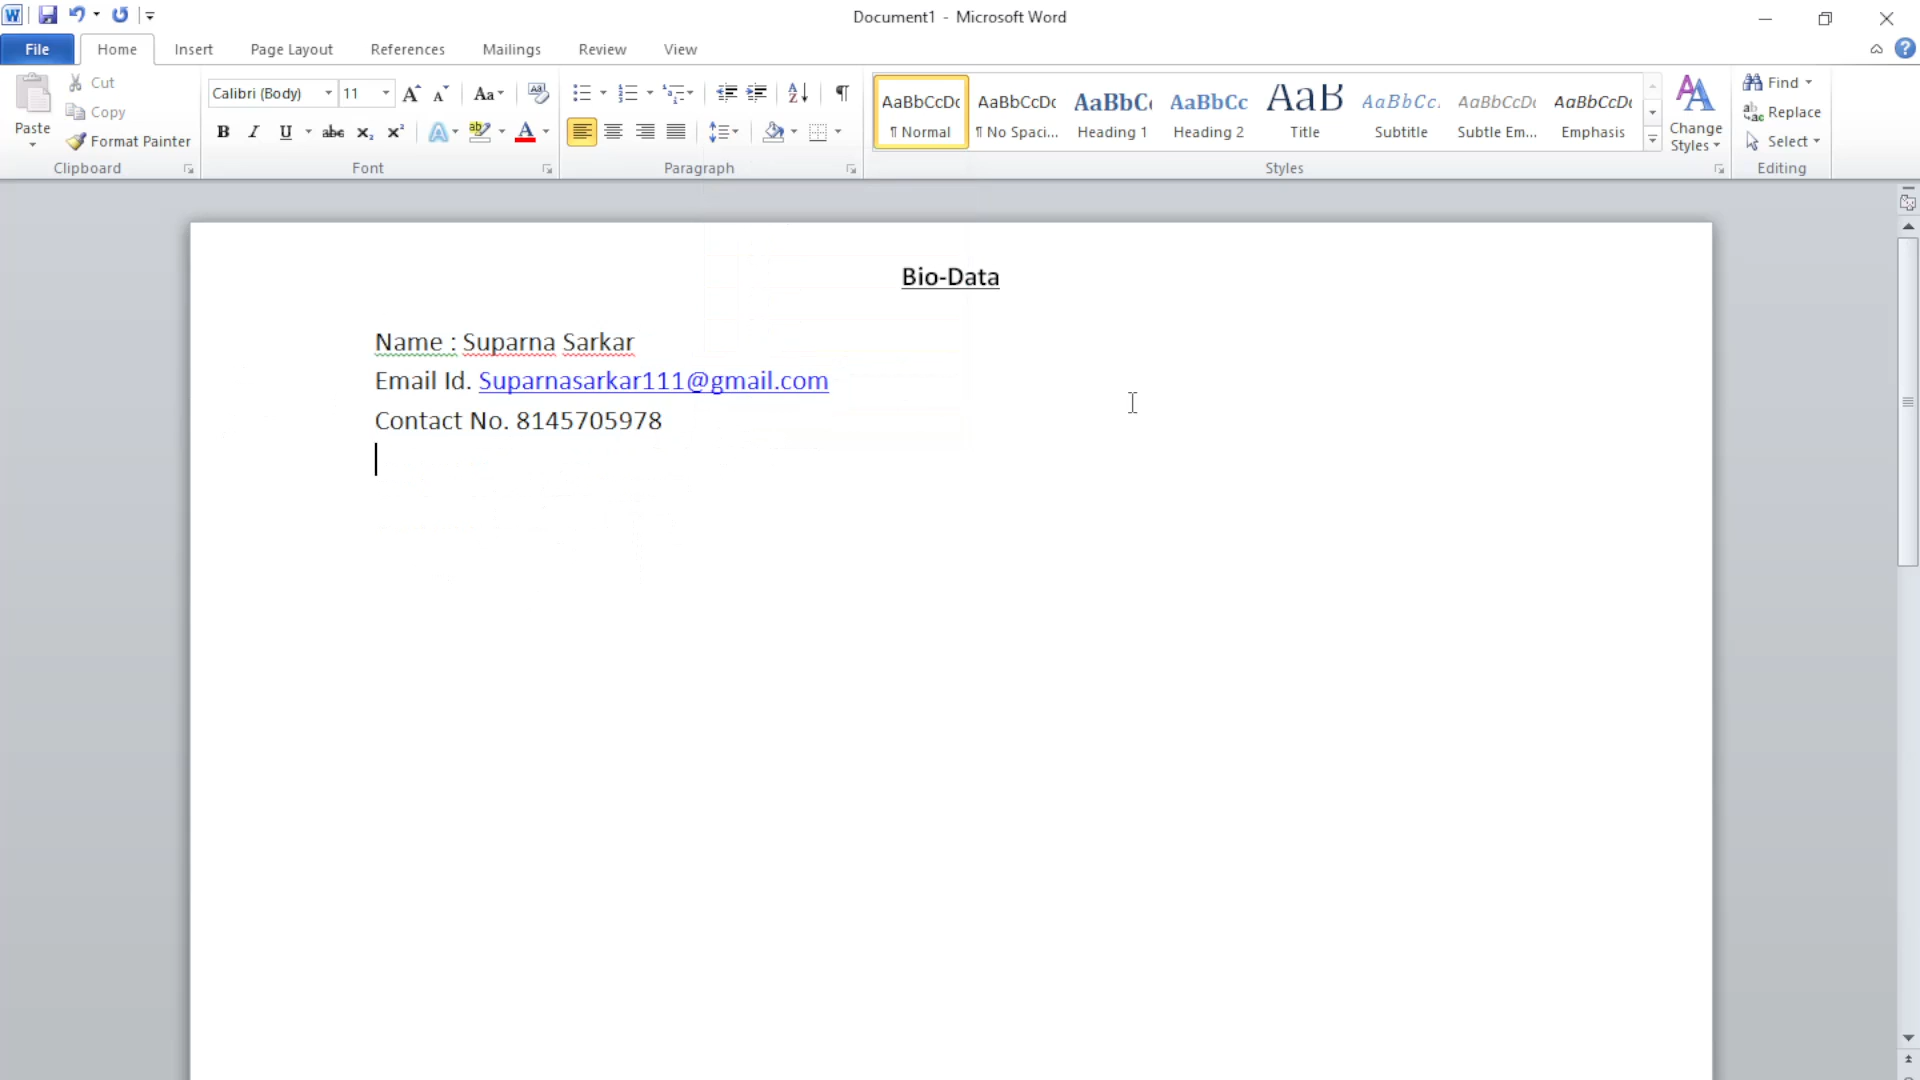 Document1 - Microsoft Word
File Home Insert Page Layout References Mailings Review View
Paste
Cut
Copy
Format Painter
Clipboard
Calibri (Body) 11
Font
Paragraph
AaBbCcDc AaBbCcDc AaBbC AaBbCc AaB AaBbCc. AaBbCcDc AaBbCcDc
¶ Normal ¶ No Spaci... Heading 1 Heading 2 Title Subtitle Subtle Em... Emphasis
Change
Styles
Styles
Find
Replace
Select
Editing
Bio-Data
Name : Suparna Sarkar
Email Id. Suparnasarkar111@gmail.com
Contact No. 8145705978